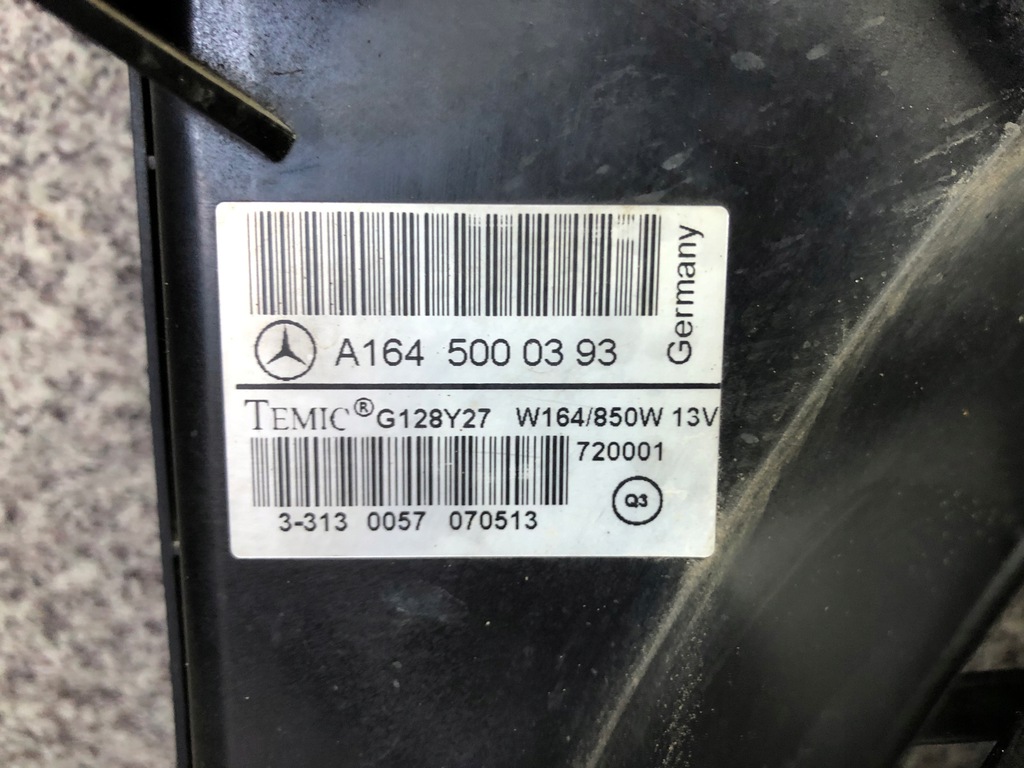 A164 500 03 93
Germany
TEMIC® G128Y27 W164/850W 13V
720001
Q3
3-313 0057 070513